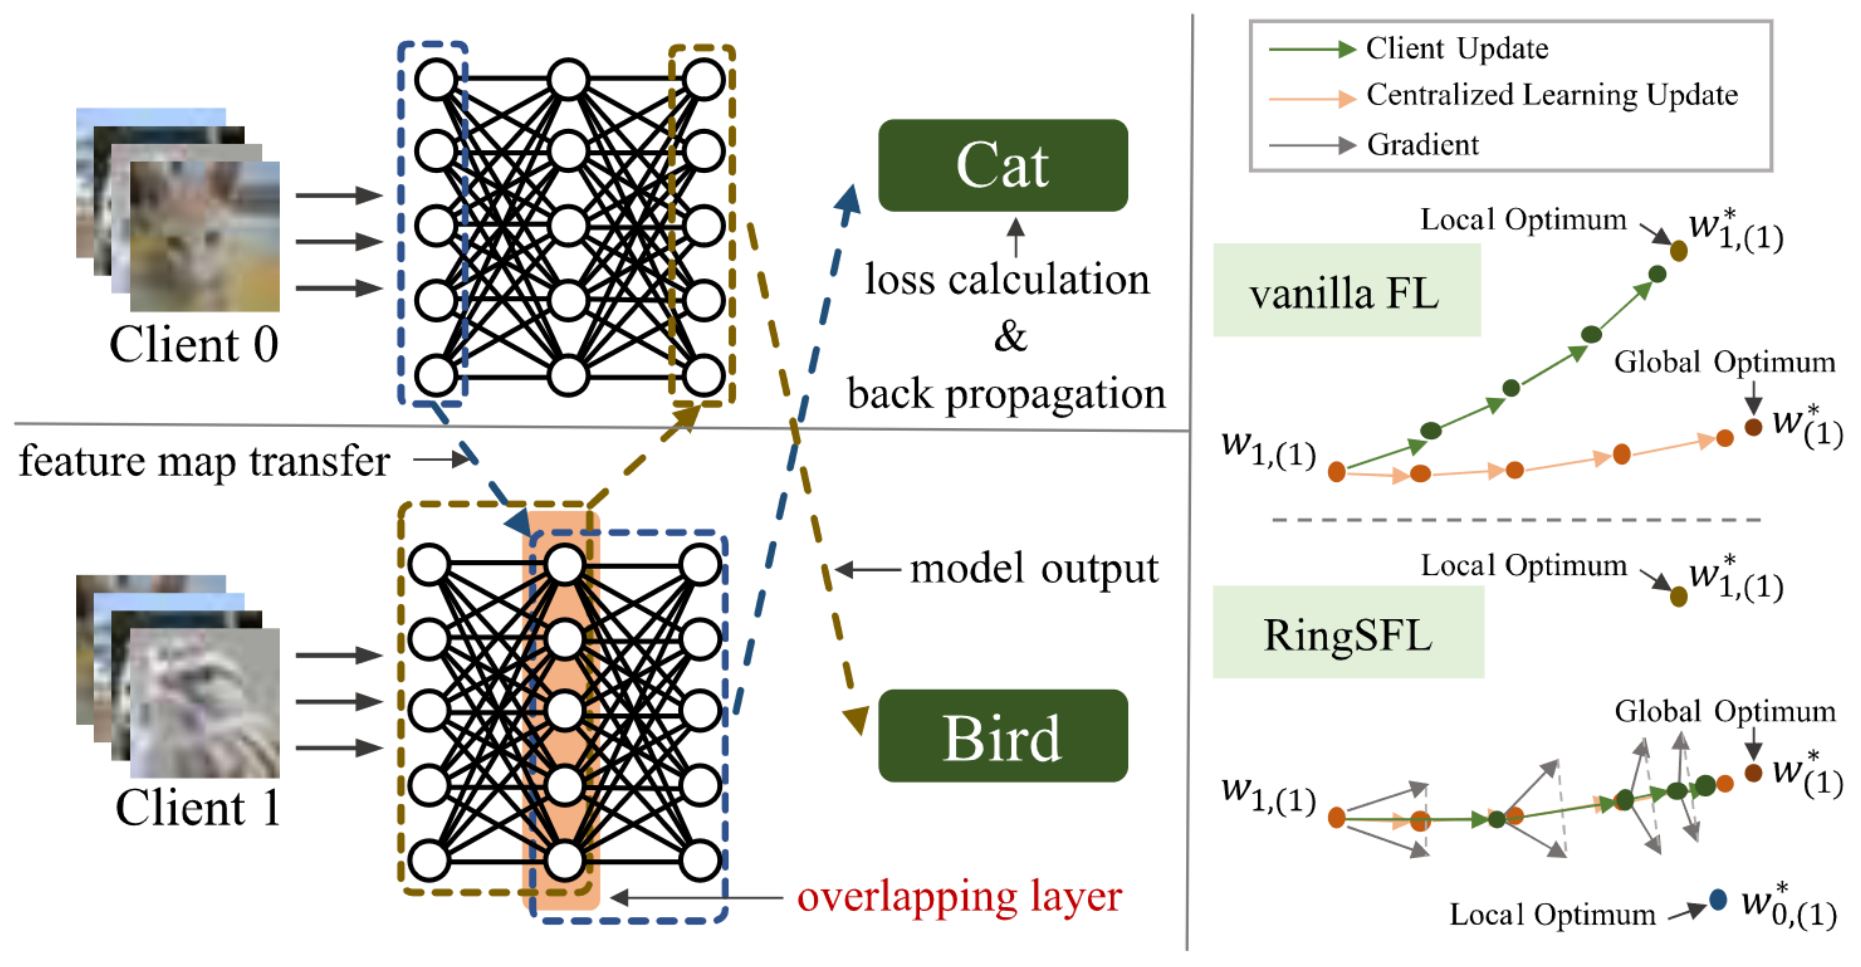 Cat
loss calculation
&
back propagation
Client 0
feature map transfer
model output
Bird
Client 1
overlapping layer
Client Update
Centralized Learning Update
Gradient
Local Optimum
w*1,(1)
vanilla FL
Global Optimum
w*(1)
w1,(1)
Local Optimum
w*1,(1)
RingSFL
Global Optimum
w*(1)
w1,(1)
Local Optimum
w*0,(1)